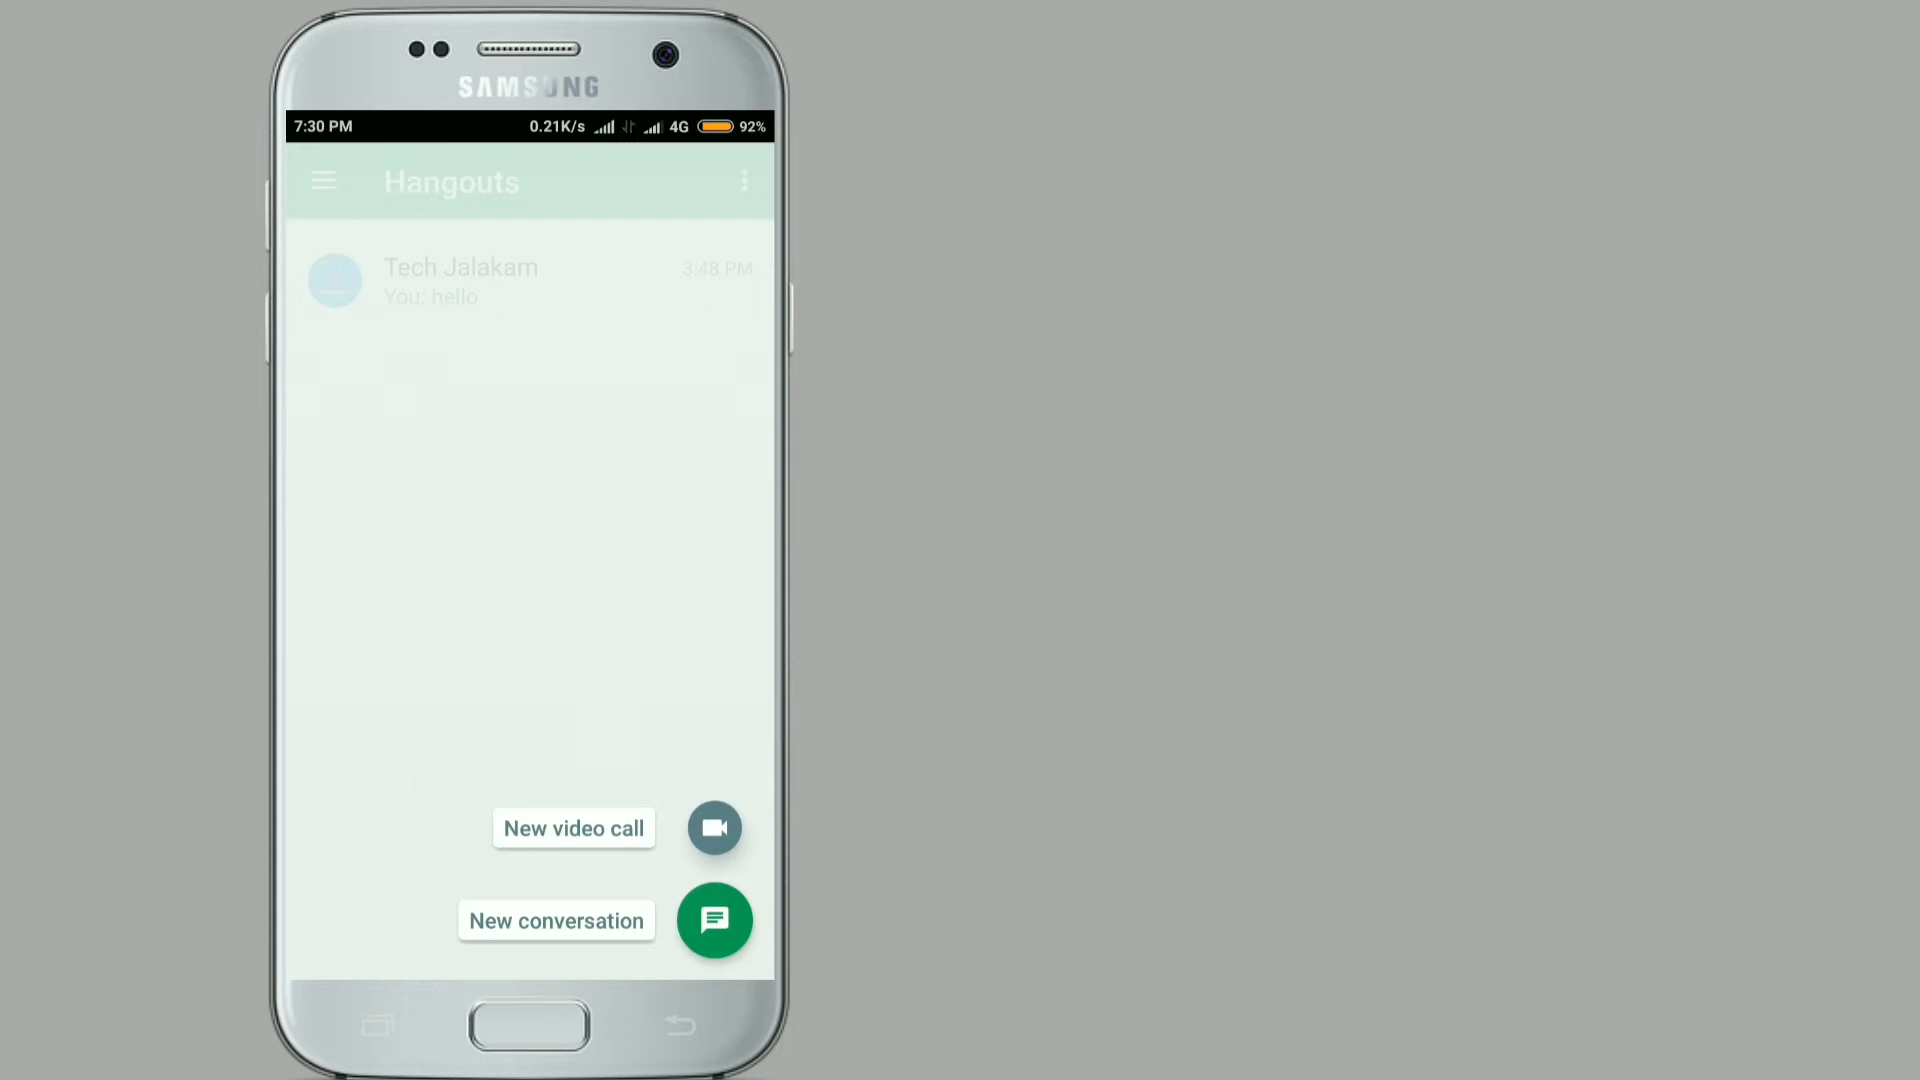 SAMSUNG
7:30 PM 0.21K/s 4G 92%
Hangouts
Tech Jalakam 3:48 PM
You: hello
New video call
New conversation